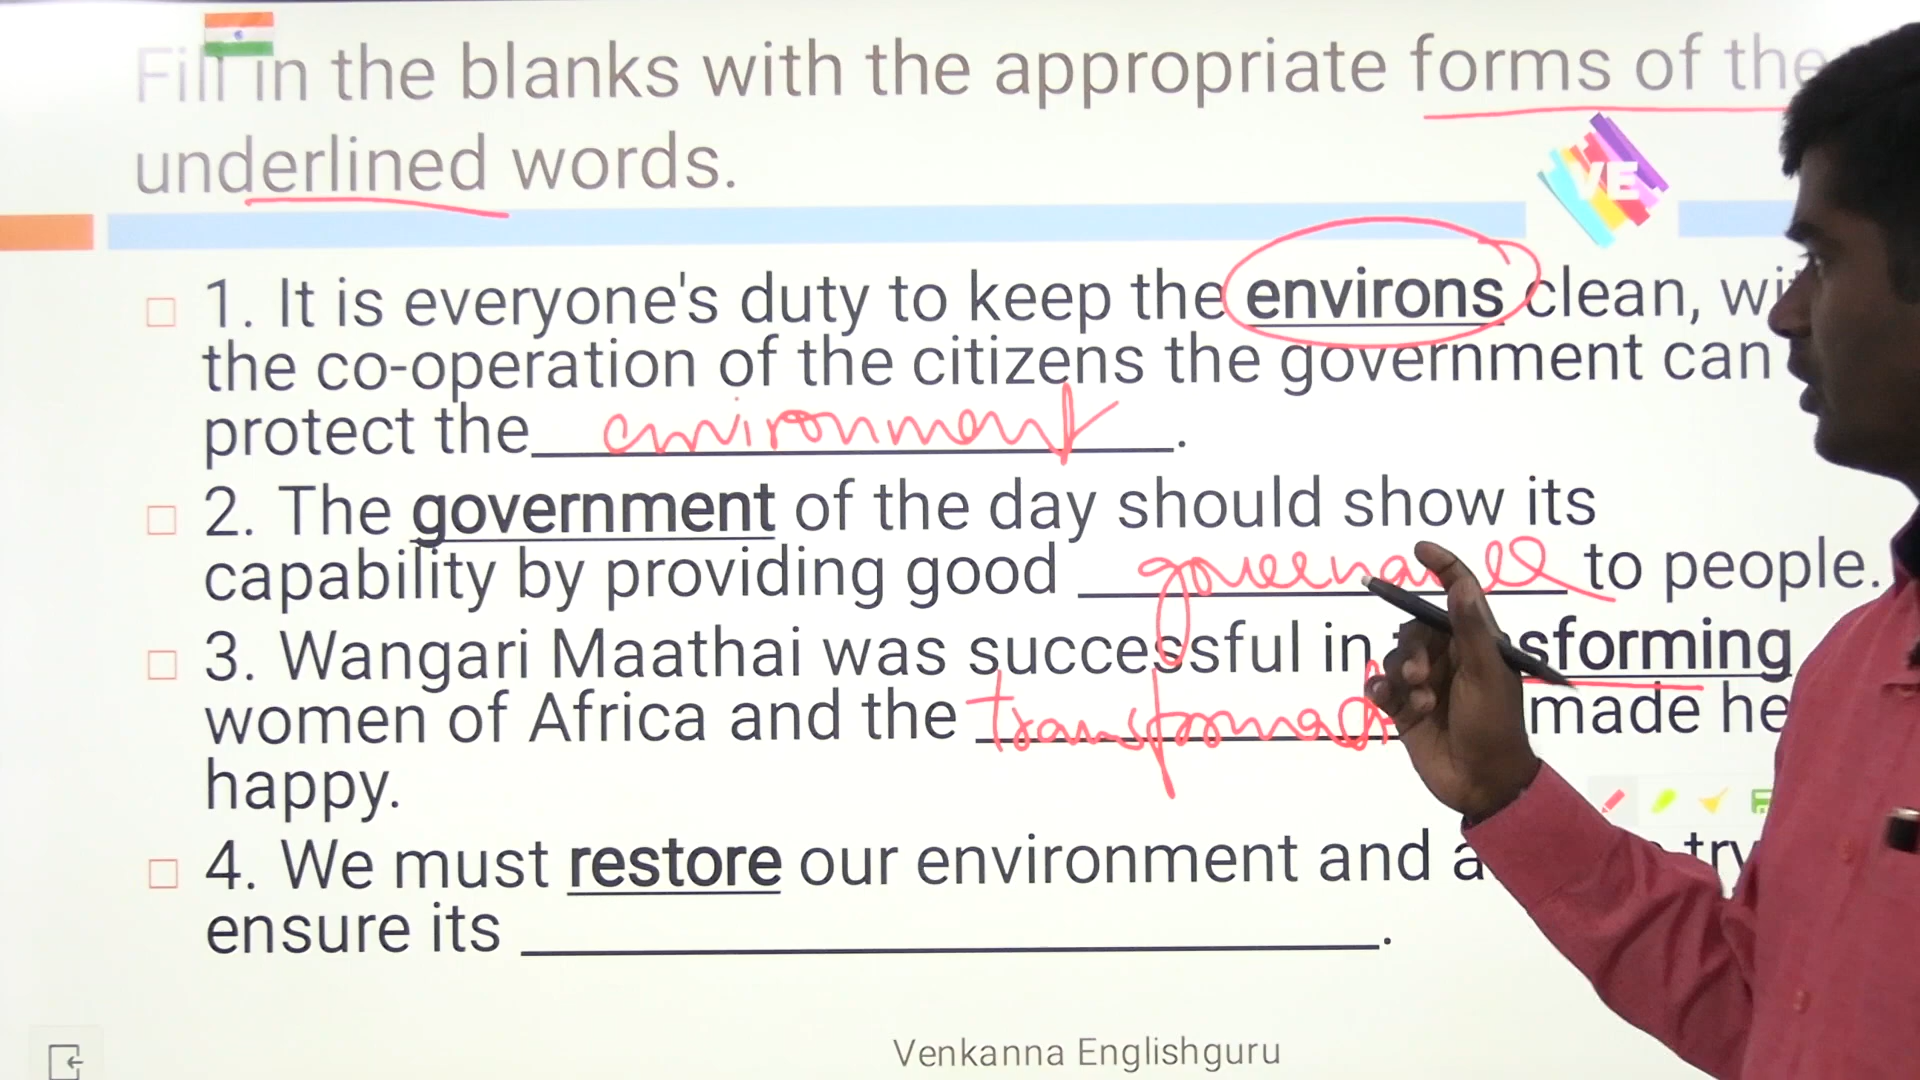 Fill in the blanks with the appropriate forms of the
underlined words.
VE
1. It is everyone's duty to keep the environs clean,
the co-operation of the citizens the government can
protect the environment.
2. The government of the day should show its
capability by providing good governance to people.
3. Wangari Maathai was successful in
women of Africa and the made
happy.
4. We must restore our environment and
ensure its .
Venkanna Englishguru